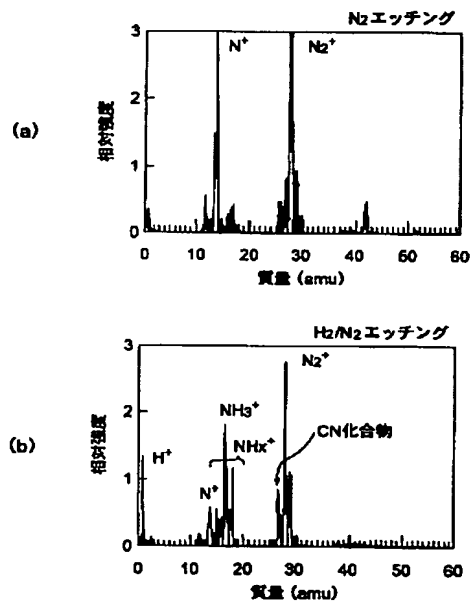 N2エッチング
(a)
相対強度
3
2
1
0
N+
N2+
0 10 20 30 40 50 60
質量 (amu)
H2/N2エッチング
(b)
相対強度
3
2
1
0
N2+
NH3+
CN化合物
NHx+
H+
N+
0 10 20 30 40 50 60
質量 (amu)